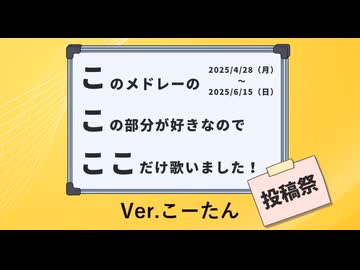 このメドレーの
2025/4/28（月）
～
2025/6/15（日）
この部分が好きなので
ここだけ歌いました！
投稿祭
Ver.こーたん